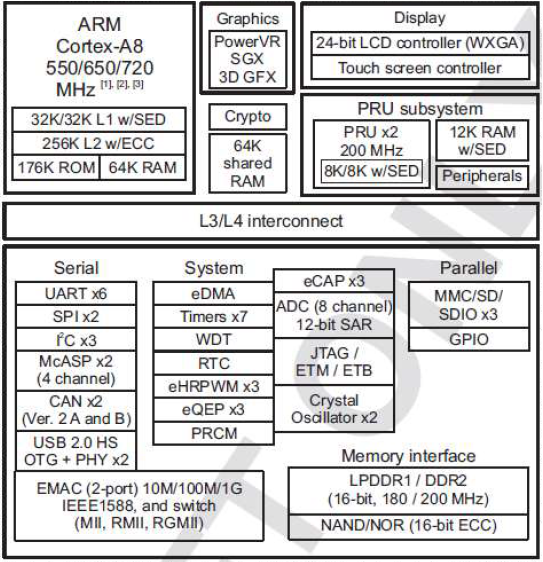 ARM
Cortex-A8
550/650/720
MHz [1], [2], [3]
32K/32K L1 w/SED
256K L2 w/ECC
176K ROM 64K RAM
Graphics
PowerVR
SGX
3D GFX
Crypto
64K
shared
RAM
Display
24-bit LCD controller (WXGA)
Touch screen controller
PRU subsystem
PRU x2
200 MHz
8K/8K w/SED
12K RAM
w/SED
Peripherals
L3/L4 interconnect
Serial
UART x6
SPI x2
I²C x3
McASP x2
(4 channel)
CAN x2
(Ver. 2 A and B)
USB 2.0 HS
OTG + PHY x2
EMAC (2-port) 10M/100M/1G
IEEE1588, and switch
(MII, RMII, RGMII)
System
eDMA
Timers x7
WDT
RTC
eHRPWM x3
eQEP x3
PRCM
eCAP x3
ADC (8 channel)
12-bit SAR
JTAG /
ETM / ETB
Crystal
Oscillator x2
Parallel
MMC/SD/
SDIO x3
GPIO
Memory interface
LPDDR1 / DDR2
(16-bit, 180 / 200 MHz)
NAND/NOR (16-bit ECC)